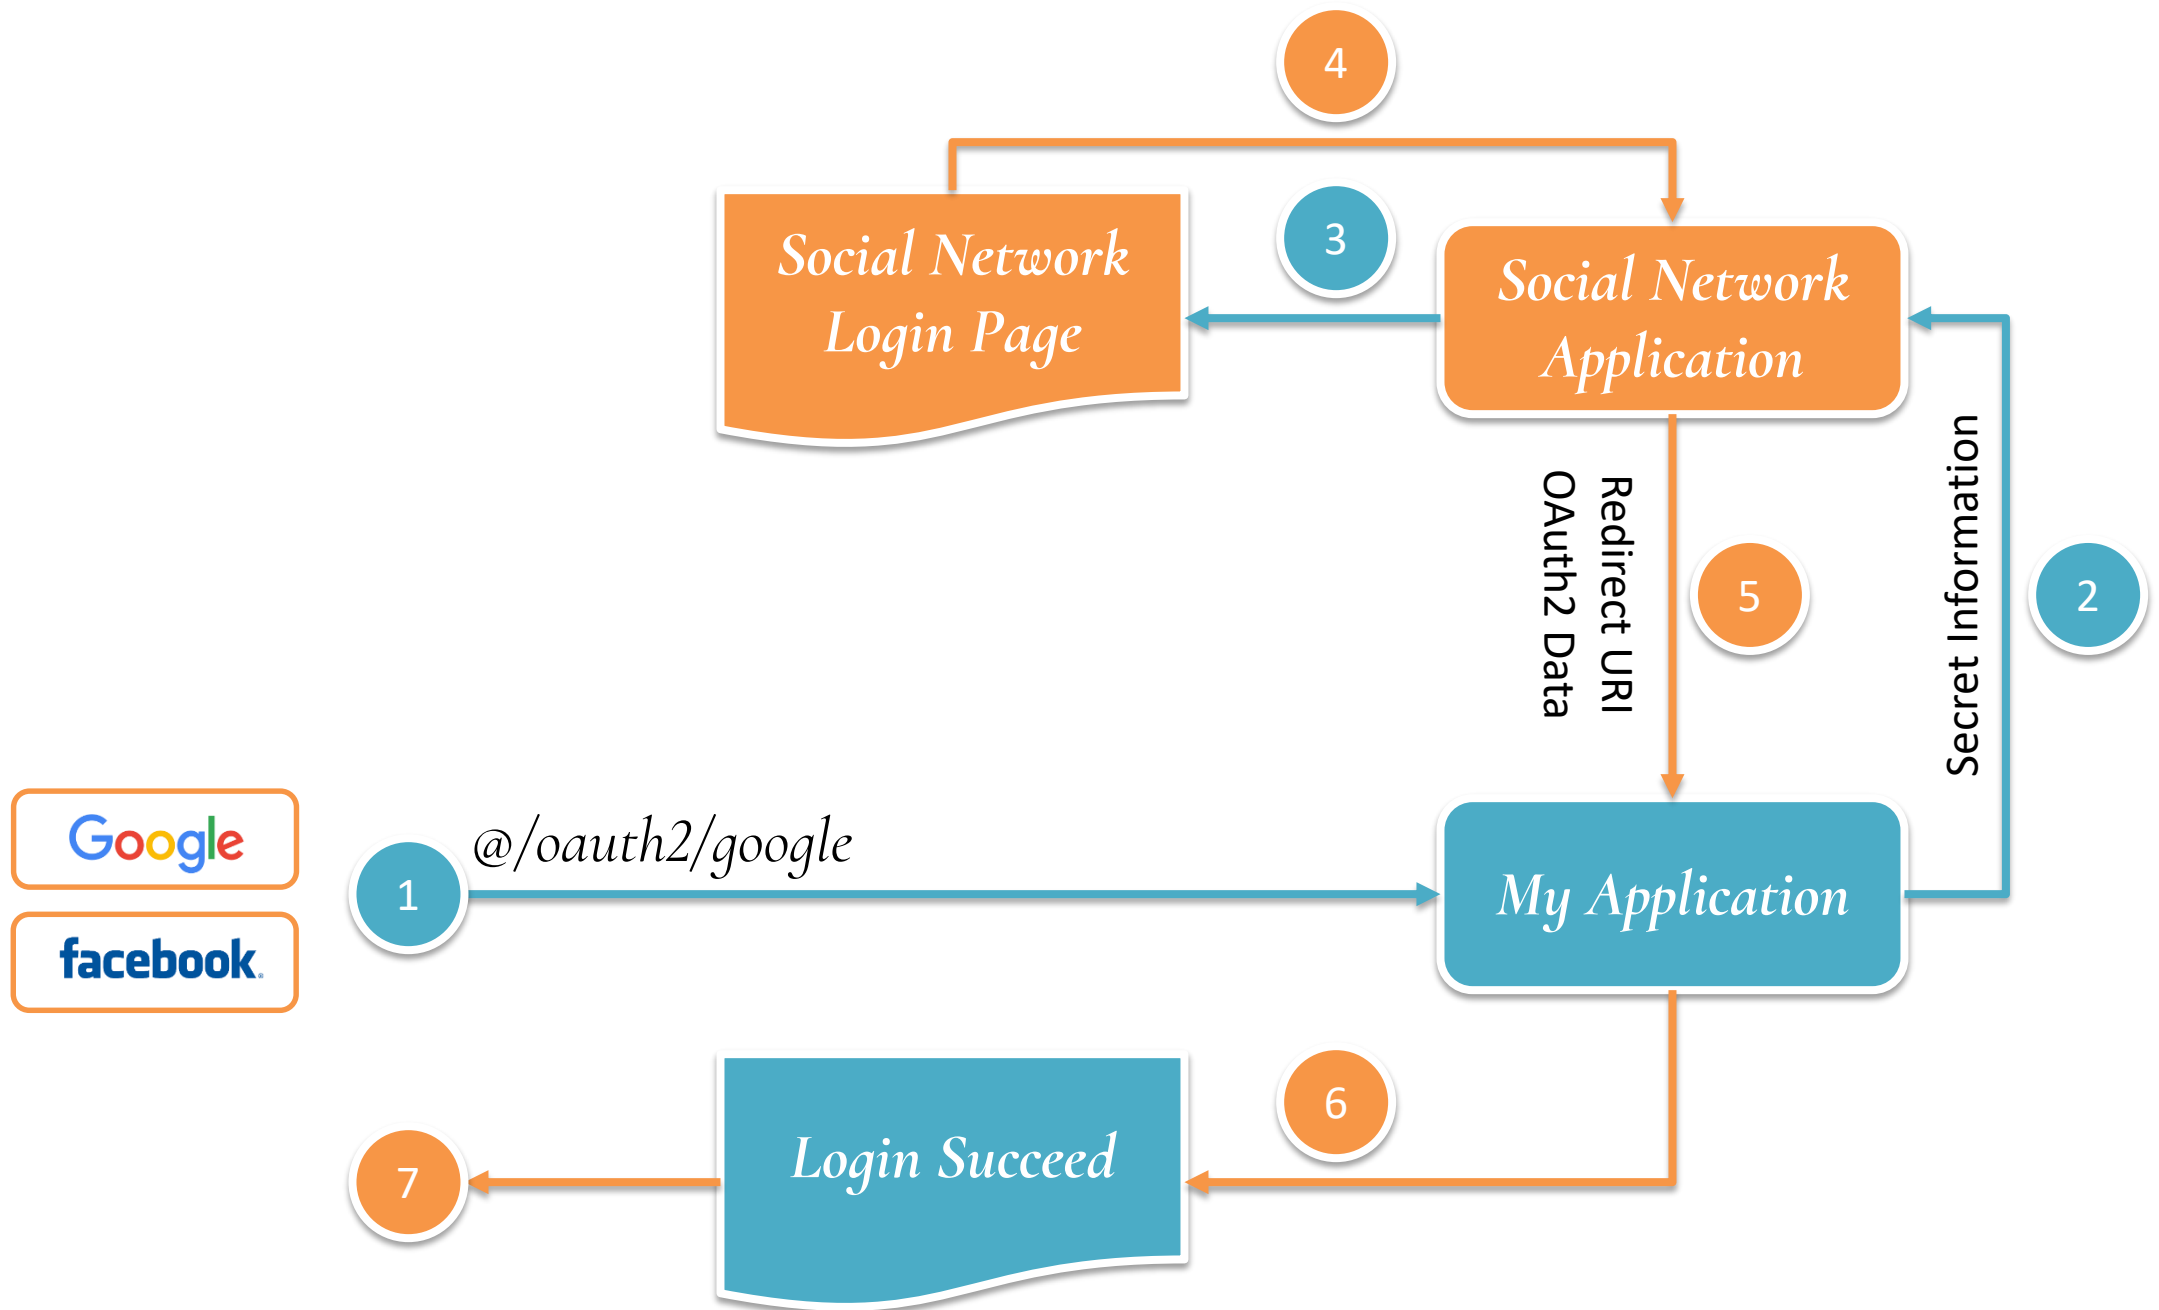 4
Social Network
Login Page
3
Social Network
Application
Redirect URI
OAuth2 Data
5
Secret Information
2
Google
facebook
1
@/oauth2/google
My Application
6
Login Succeed
7